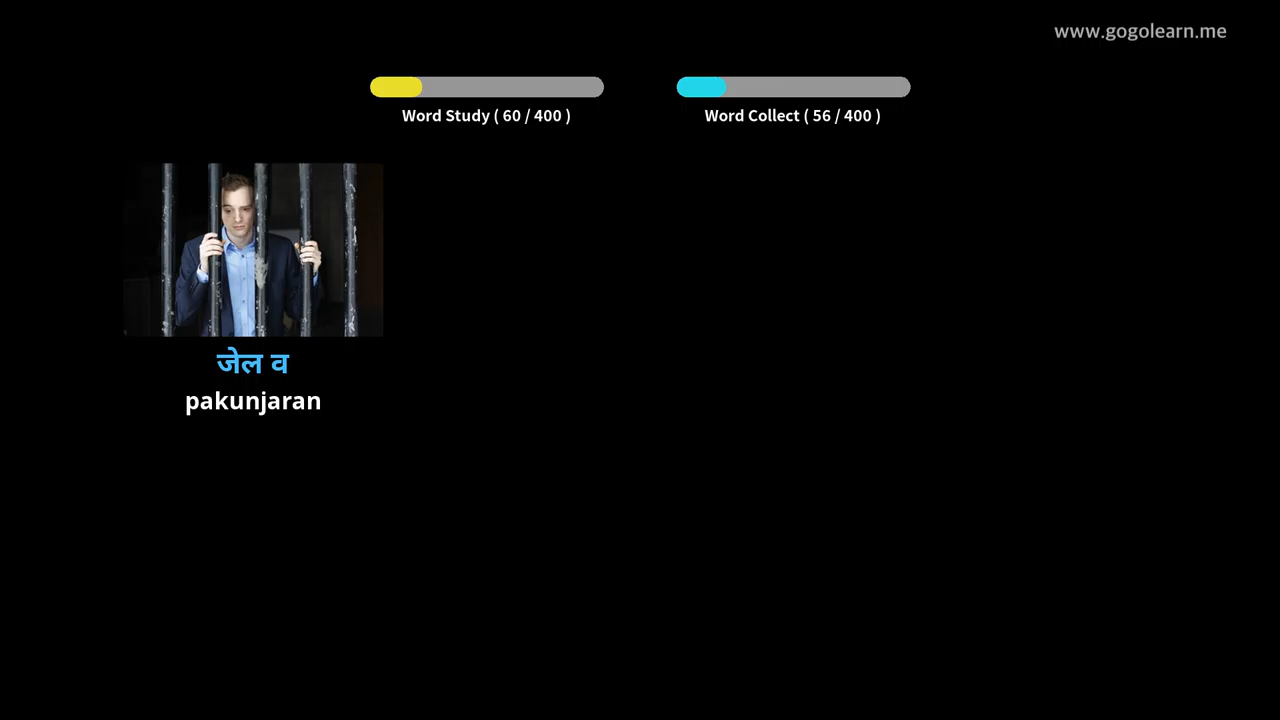 www.gogolearn.me
Word Study ( 60 / 400 )
Word Collect ( 56 / 400 )
जेल व
pakunjaran